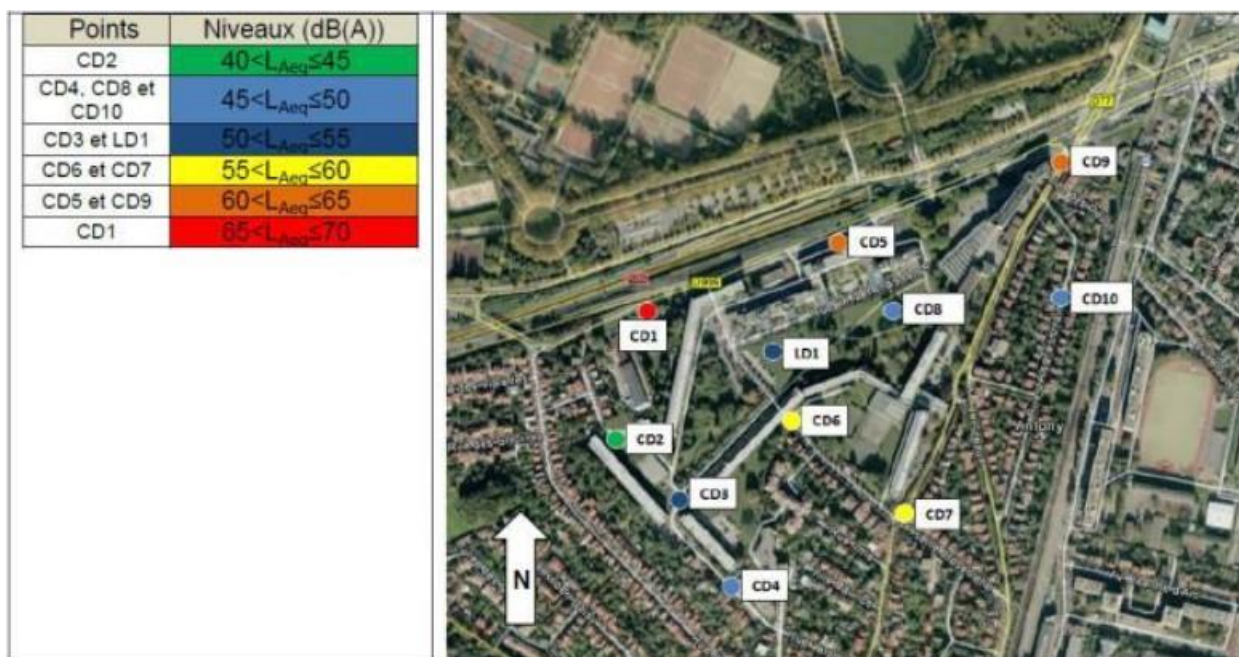 Points Niveaux (dB(A))
CD2 40<LAeq≤45
CD4, CD8 et
CD10 45<LAeq≤50
CD3 et LD1 50<LAeq≤55
CD6 et CD7 55<LAeq≤60
CD5 et CD9 60<LAeq≤65
CD1 65<LAeq≤70
CD9
CD5
CD10
CD8
CD1
LD1
CD6
Antony
CD2
CD3
CD7
N
CD4